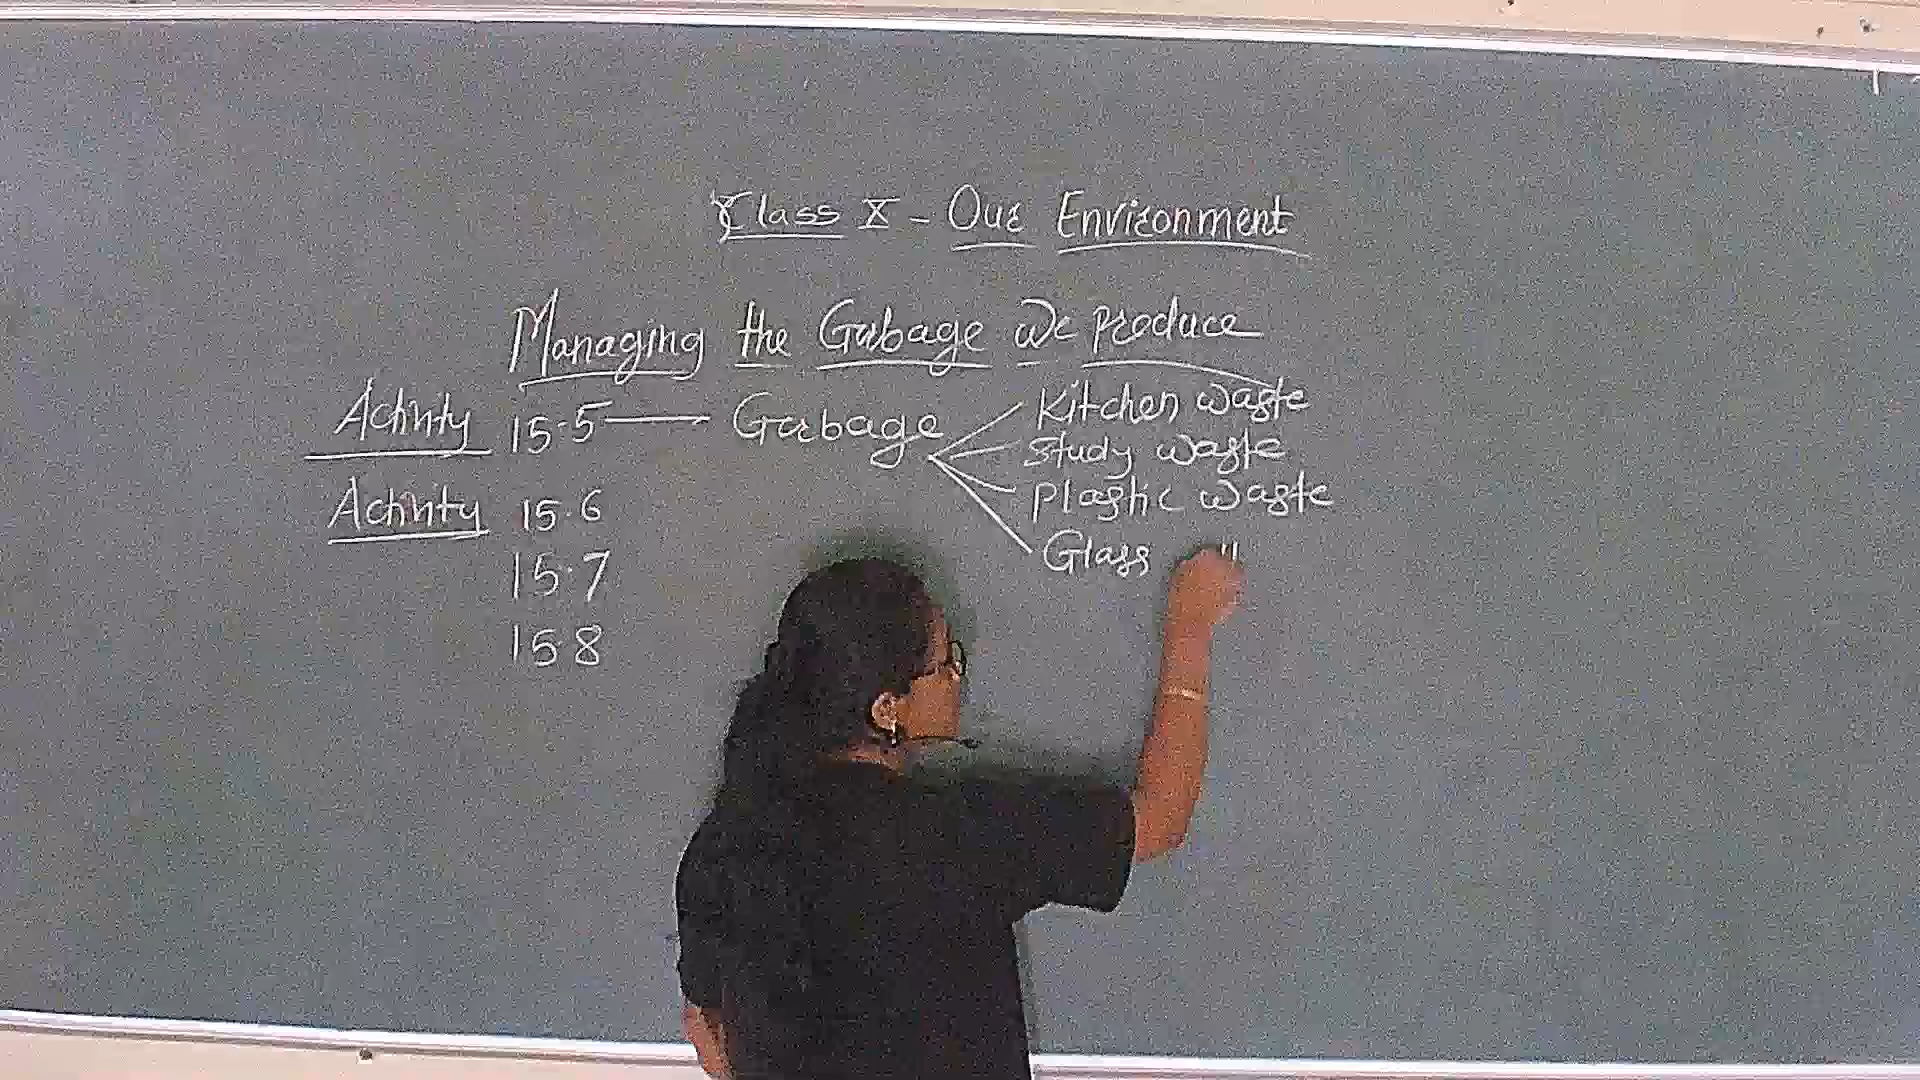 Class X - Our Environment
Managing the Garbage we produce
Activity 15.5 — Garbage
Kitchen waste
Study waste
Plastic waste
Glass "
Activity 15.6
15.7
15.8